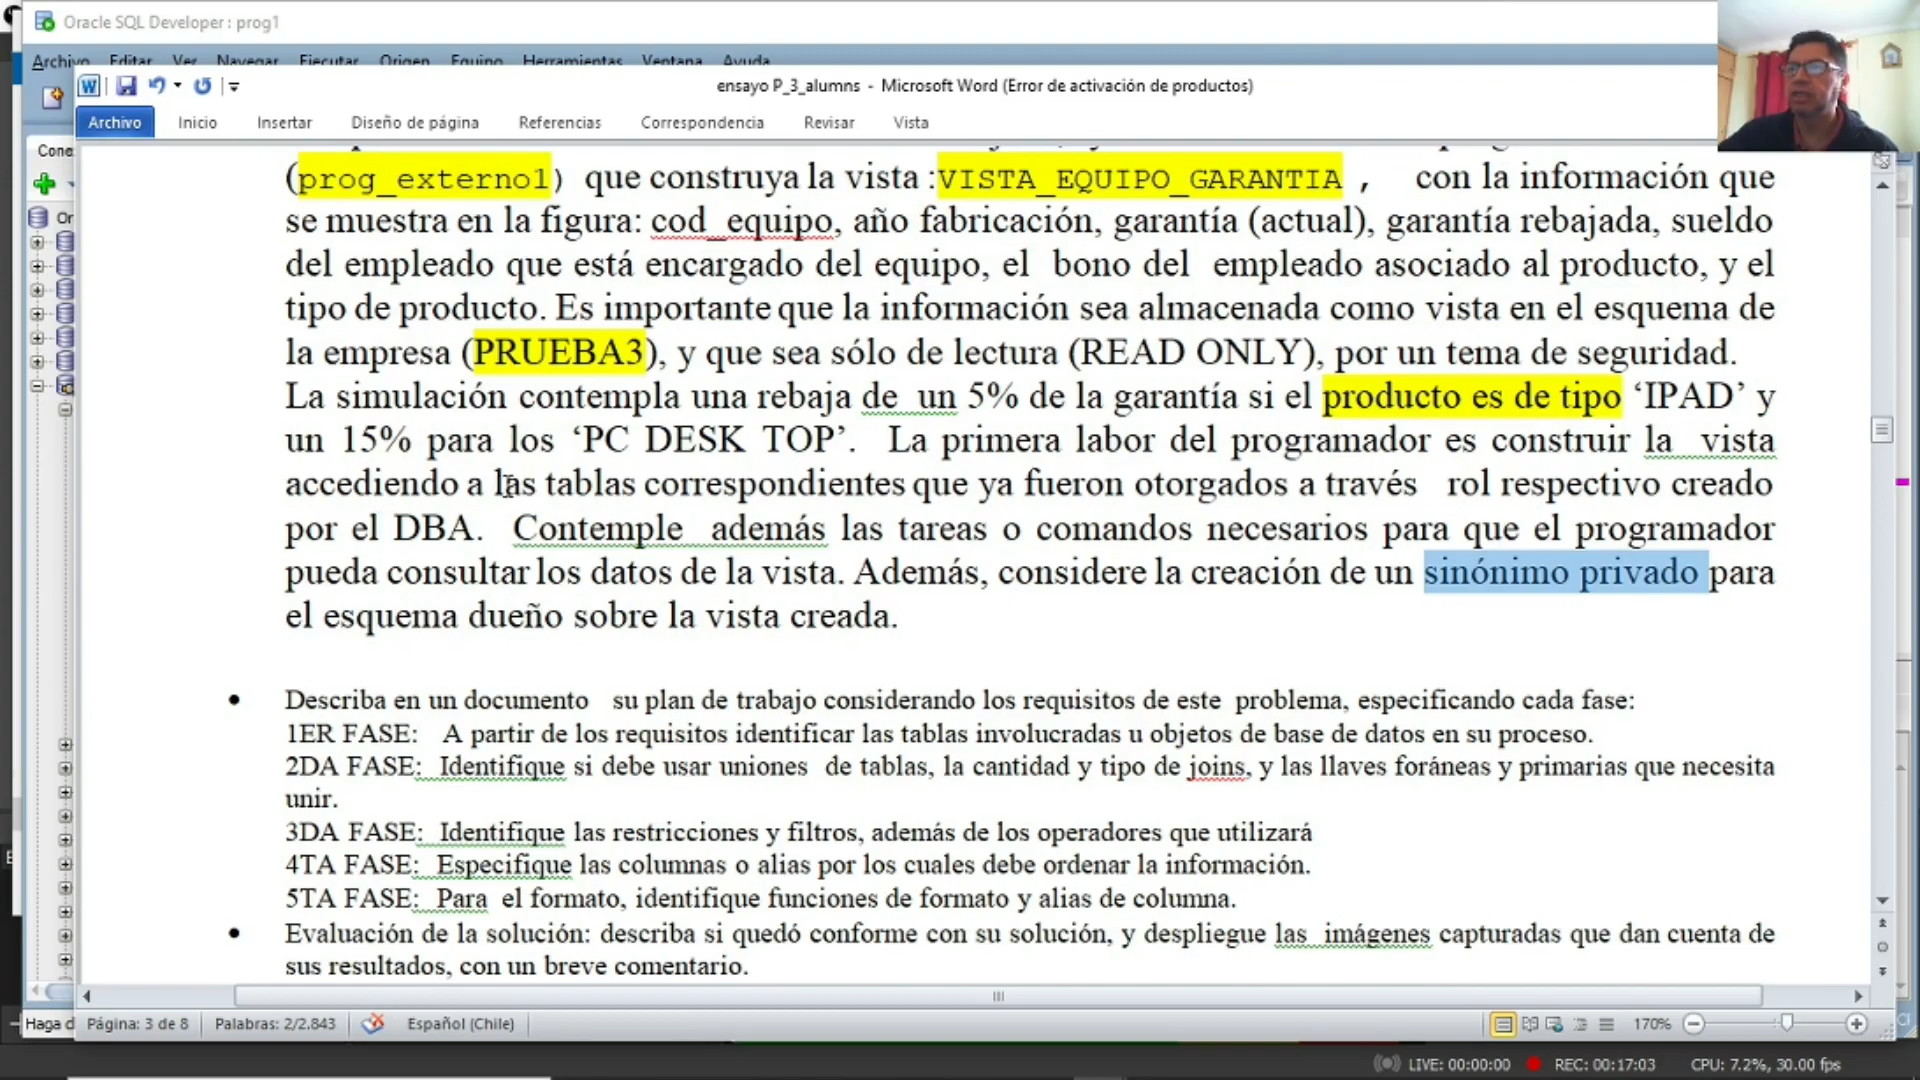 Oracle SQL Developer : prog1
Archivo Editar Ver Navegar Ejecutar Origen Equipo Herramientas Ventana Ayuda
ensayo P_3_alumns - Microsoft Word (Error de activación de productos)
Archivo Inicio Insertar Diseño de página Referencias Correspondencia Revisar Vista
Cone
Or
(prog_externo1) que construya la vista :VISTA_EQUIPO_GARANTIA , con la información que
se muestra en la figura: cod_equipo, año fabricación, garantía (actual), garantía rebajada, sueldo
del empleado que está encargado del equipo, el bono del empleado asociado al producto, y el
tipo de producto. Es importante que la información sea almacenada como vista en el esquema de
la empresa (PRUEBA3), y que sea sólo de lectura (READ ONLY), por un tema de seguridad.
La simulación contempla una rebaja de un 5% de la garantía si el producto es de tipo ‘IPAD’ y
un 15% para los ‘PC DESK TOP’. La primera labor del programador es construir la vista
accediendo a las tablas correspondientes que ya fueron otorgados a través rol respectivo creado
por el DBA. Contemple además las tareas o comandos necesarios para que el programador
pueda consultar los datos de la vista. Además, considere la creación de un sinónimo privado para
el esquema dueño sobre la vista creada.
• Describa en un documento su plan de trabajo considerando los requisitos de este problema, especificando cada fase:
1ER FASE: A partir de los requisitos identificar las tablas involucradas u objetos de base de datos en su proceso.
2DA FASE: Identifique si debe usar uniones de tablas, la cantidad y tipo de joins, y las llaves foráneas y primarias que necesita
unir.
3DA FASE: Identifique las restricciones y filtros, además de los operadores que utilizará
4TA FASE: Especifique las columnas o alias por los cuales debe ordenar la información.
5TA FASE: Para el formato, identifique funciones de formato y alias de columna.
• Evaluación de la solución: describa si quedó conforme con su solución, y despliegue las imágenes capturadas que dan cuenta de
sus resultados, con un breve comentario.
Haga d
Página: 3 de 8 Palabras: 2/2.843 Español (Chile) 170%
LIVE: 00:00:00 REC: 00:17:03 CPU: 7.2%, 30.00 fps